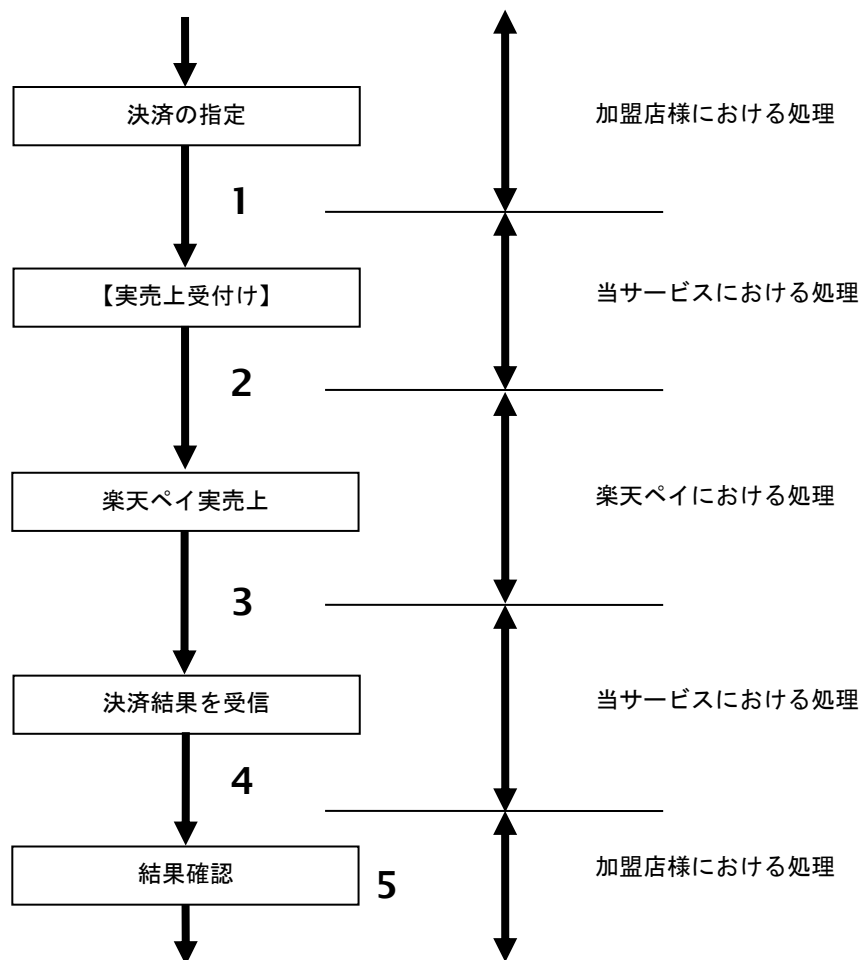 決済の指定
加盟店様における処理
1
【実売上受付け】
当サービスにおける処理
2
楽天ペイ実売上
楽天ペイにおける処理
3
決済結果を受信
当サービスにおける処理
4
結果確認
5
加盟店様における処理